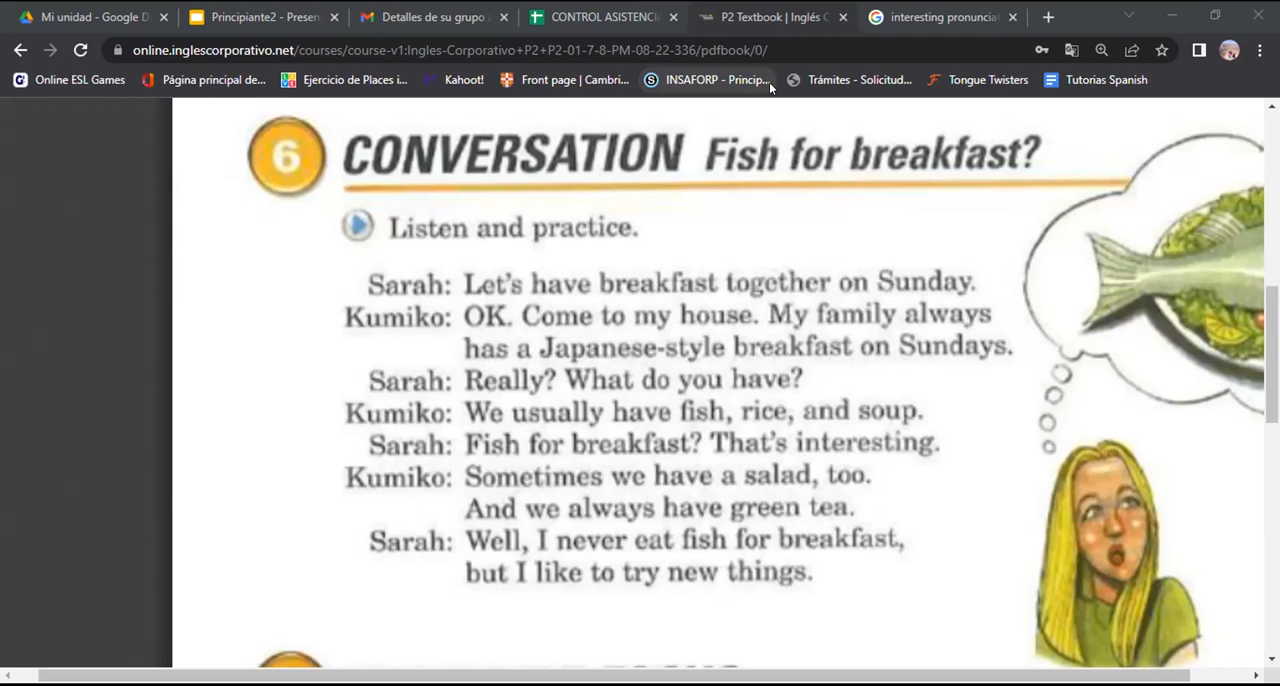 Mi unidad - Google D
Principiante2 - Presen
Detalles de su grupo a
CONTROL ASISTENCIA
P2 Textbook | Inglés C
interesting pronunciat
online.inglescorporativo.net/courses/course-v1:Ingles-Corporativo+P2+P2-01-7-8-PM-08-22-336/pdfbook/0/
Online ESL Games
Página principal de...
Ejercicio de Places i...
Kahoot!
Front page | Cambri...
INSAFORP - Princip...
Trámites - Solicitud...
Tongue Twisters
Tutorias Spanish
6 CONVERSATION Fish for breakfast?
Listen and practice.
Sarah: Let's have breakfast together on Sunday.
Kumiko: OK. Come to my house. My family always
has a Japanese-style breakfast on Sundays.
Sarah: Really? What do you have?
Kumiko: We usually have fish, rice, and soup.
Sarah: Fish for breakfast? That's interesting.
Kumiko: Sometimes we have a salad, too.
And we always have green tea.
Sarah: Well, I never eat fish for breakfast,
but I like to try new things.